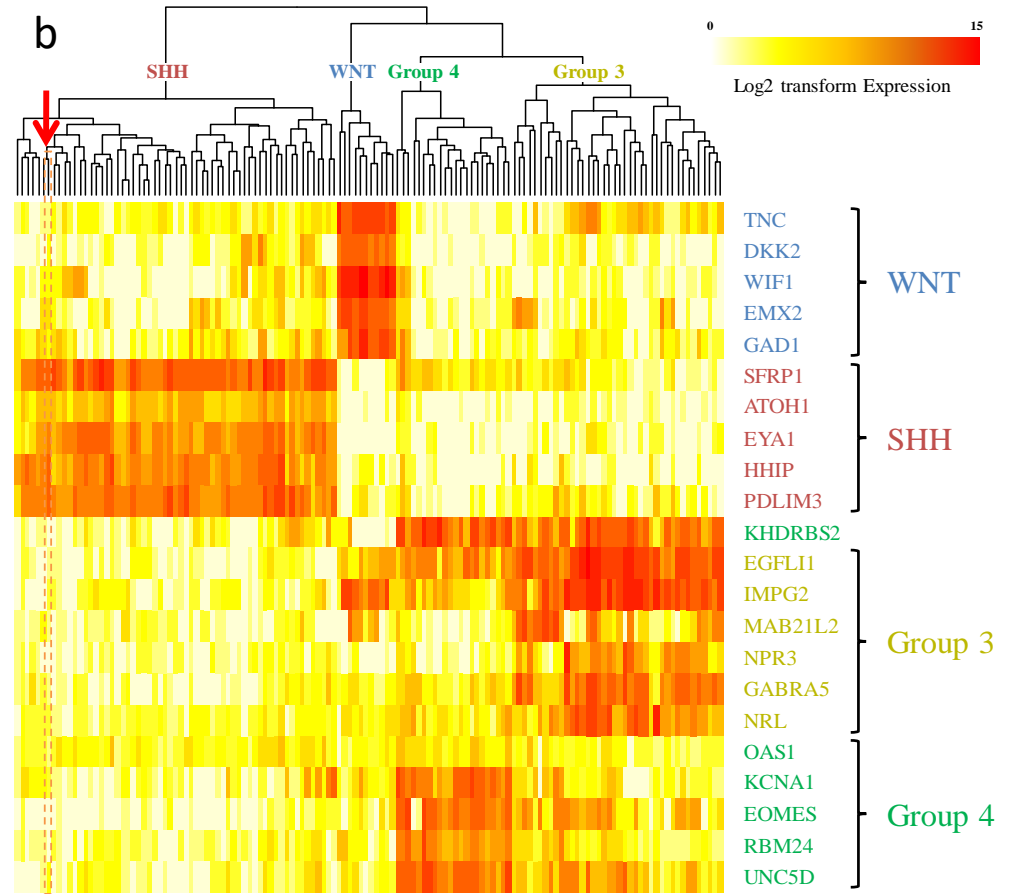 b
0 15
Log2 transform Expression
SHH WNT Group 4 Group 3
TNC
DKK2
WIF1
EMX2
GAD1
WNT
SFRP1
ATOH1
EYA1
HHIP
PDLIM3
SHH
KHDRBS2
EGFLI1
IMPG2
MAB21L2
NPR3
GABRA5
NRL
Group 3
OAS1
KCNA1
EOMES
RBM24
UNC5D
Group 4